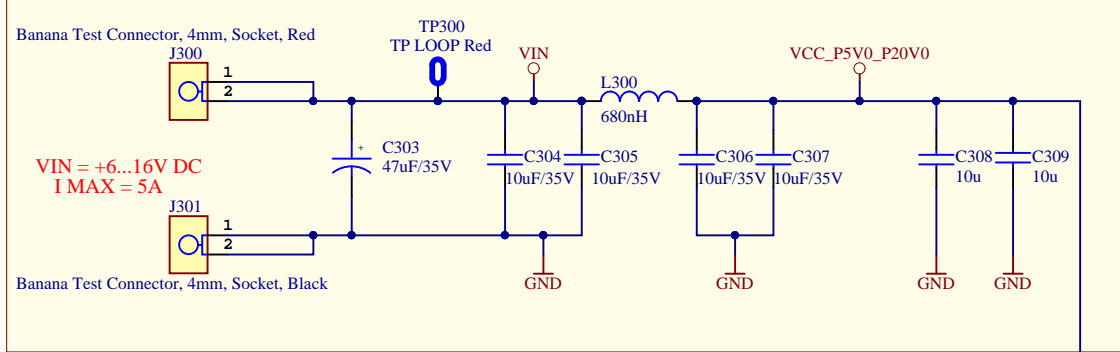 TP300
Banana Test Connector, 4mm, Socket, Red
TP LOOP Red
J300
VIN
VCC_P5V0_P20V0
1
2
L300
680nH
C303
47uF/35V
+
C304
10uF/35V
C305
10uF/35V
C306
10uF/35V
C307
10uF/35V
C308
10u
C309
10u
VIN = +6...16V DC
I MAX = 5A
J301
1
2
Banana Test Connector, 4mm, Socket, Black
GND
GND
GND
GND